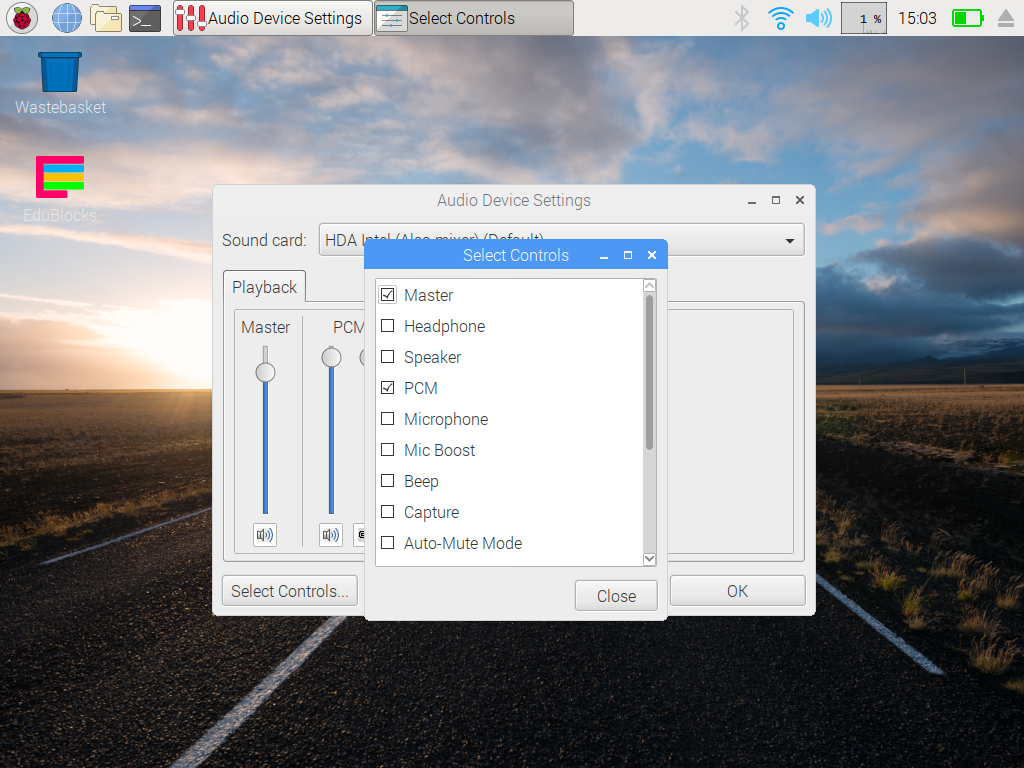 Audio Device Settings
Select Controls
1 %
15:03
Wastebasket
EduBlocks
Audio Device Settings
Sound card:
HDA Intel (Alsa mixer) (Default)
Select Controls
Playback
Master
PCM
Master
Headphone
Speaker
PCM
Microphone
Mic Boost
Beep
Capture
Auto-Mute Mode
Select Controls...
Close
OK